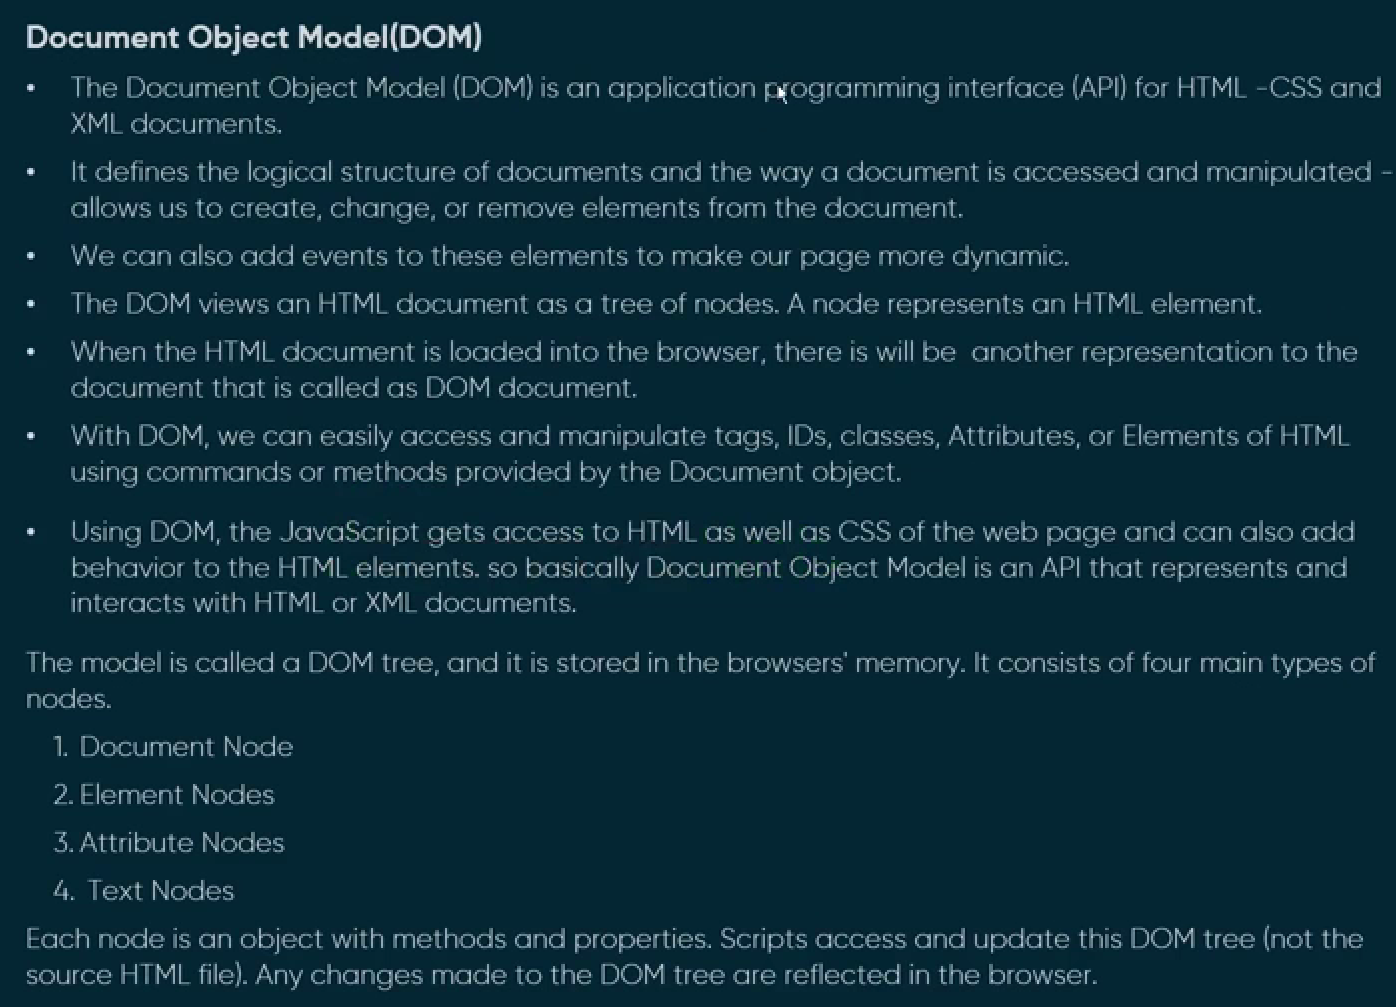 Document Object Model(DOM)
• The Document Object Model (DOM) is an application programming interface (API) for HTML -CSS and
XML documents.
• It defines the logical structure of documents and the way a document is accessed and manipulated -
allows us to create, change, or remove elements from the document.
• We can also add events to these elements to make our page more dynamic.
• The DOM views an HTML document as a tree of nodes. A node represents an HTML element.
• When the HTML document is loaded into the browser, there is will be  another representation to the
document that is called as DOM document.
• With DOM, we can easily access and manipulate tags, IDs, classes, Attributes, or Elements of HTML
using commands or methods provided by the Document object.
• Using DOM, the JavaScript gets access to HTML as well as CSS of the web page and can also add
behavior to the HTML elements. so basically Document Object Model is an API that represents and
interacts with HTML or XML documents.
The model is called a DOM tree, and it is stored in the browsers' memory. It consists of four main types of
nodes.
1. Document Node
2. Element Nodes
3. Attribute Nodes
4. Text Nodes
Each node is an object with methods and properties. Scripts access and update this DOM tree (not the
source HTML file). Any changes made to the DOM tree are reflected in the browser.